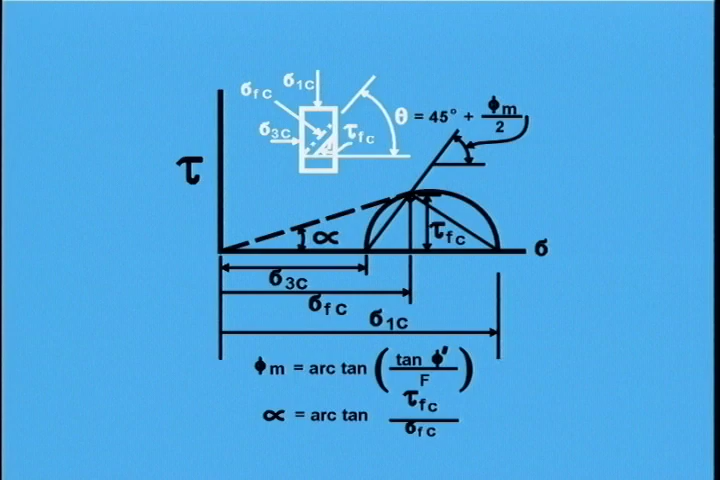 σfc σ1c
σ3c τfc
θ = 45° + ϕm/2
τ
∝ τfc σ
σ3c
σfc
σ1c
ϕm = arc tan (tan ϕ'/F)
∝ = arc tan τfc/σfc